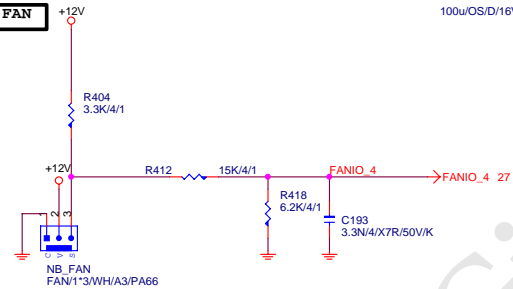 FAN
+12V
100u/OS/D/16V
R404
3.3K/4/1
+12V
R412
15K/4/1
FANIO_4
FANIO_4 27
R418
6.2K/4/1
C193
3.3N/4/X7R/50V/K
1
2
3
C
V
S
NB_FAN
FAN/1*3/WH/A3/PA66